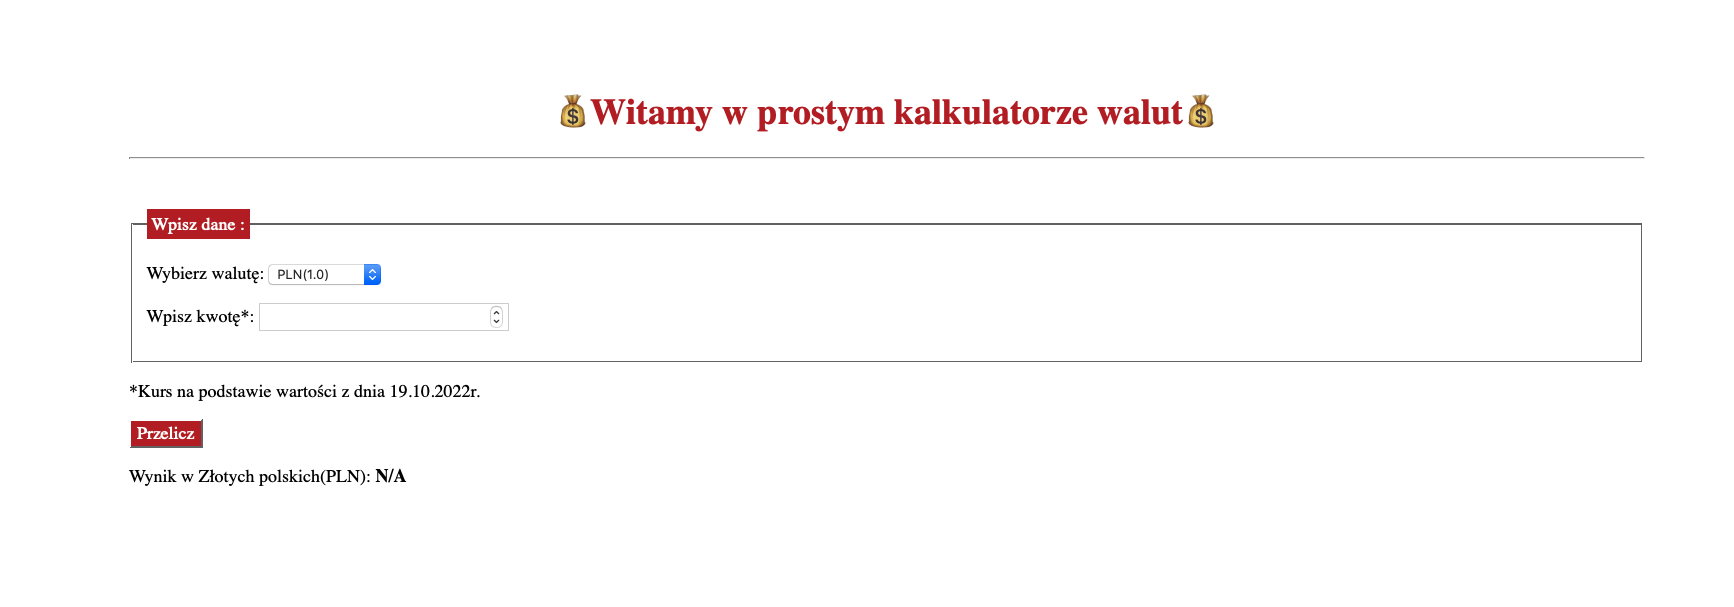 💰Witamy w prostym kalkulatorze walut💰
Wpisz dane :
Wybierz walutę: PLN(1.0)
Wpisz kwotę*:
*Kurs na podstawie wartości z dnia 19.10.2022r.
Przelicz
Wynik w Złotych polskich(PLN): N/A